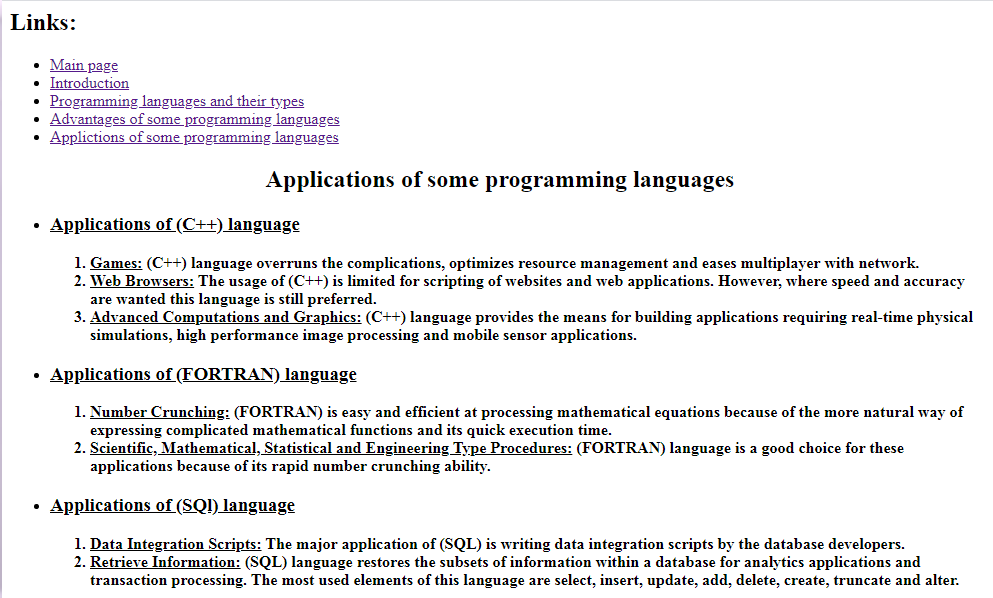 Links:
Main page
Introduction
Programming languages and their types
Advantages of some programming languages
Applictions of some programming languages
Applications of some programming languages
Applications of (C++) language
1. Games: (C++) language overruns the complications, optimizes resource management and eases multiplayer with network.
2. Web Browsers: The usage of (C++) is limited for scripting of websites and web applications. However, where speed and accuracy
are wanted this language is still preferred.
3. Advanced Computations and Graphics: (C++) language provides the means for building applications requiring real-time physical
simulations, high performance image processing and mobile sensor applications.
Applications of (FORTRAN) language
1. Number Crunching: (FORTRAN) is easy and efficient at processing mathematical equations because of the more natural way of
expressing complicated mathematical functions and its quick execution time.
2. Scientific, Mathematical, Statistical and Engineering Type Procedures: (FORTRAN) language is a good choice for these
applications because of its rapid number crunching ability.
Applications of (SQl) language
1. Data Integration Scripts: The major application of (SQL) is writing data integration scripts by the database developers.
2. Retrieve Information: (SQL) language restores the subsets of information within a database for analytics applications and
transaction processing. The most used elements of this language are select, insert, update, add, delete, create, truncate and alter.